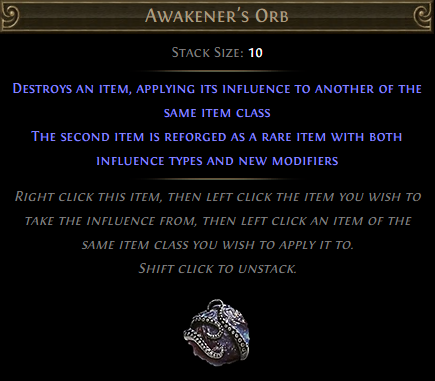 Awakener's Orb
Stack Size: 10
Destroys an item, applying its influence to another of the
same item class
The second item is reforged as a rare item with both
influence types and new modifiers
Right click this item, then left click the item you wish to
take the influence from, then left click an item of the
same item class you wish to apply it to.
Shift click to unstack.